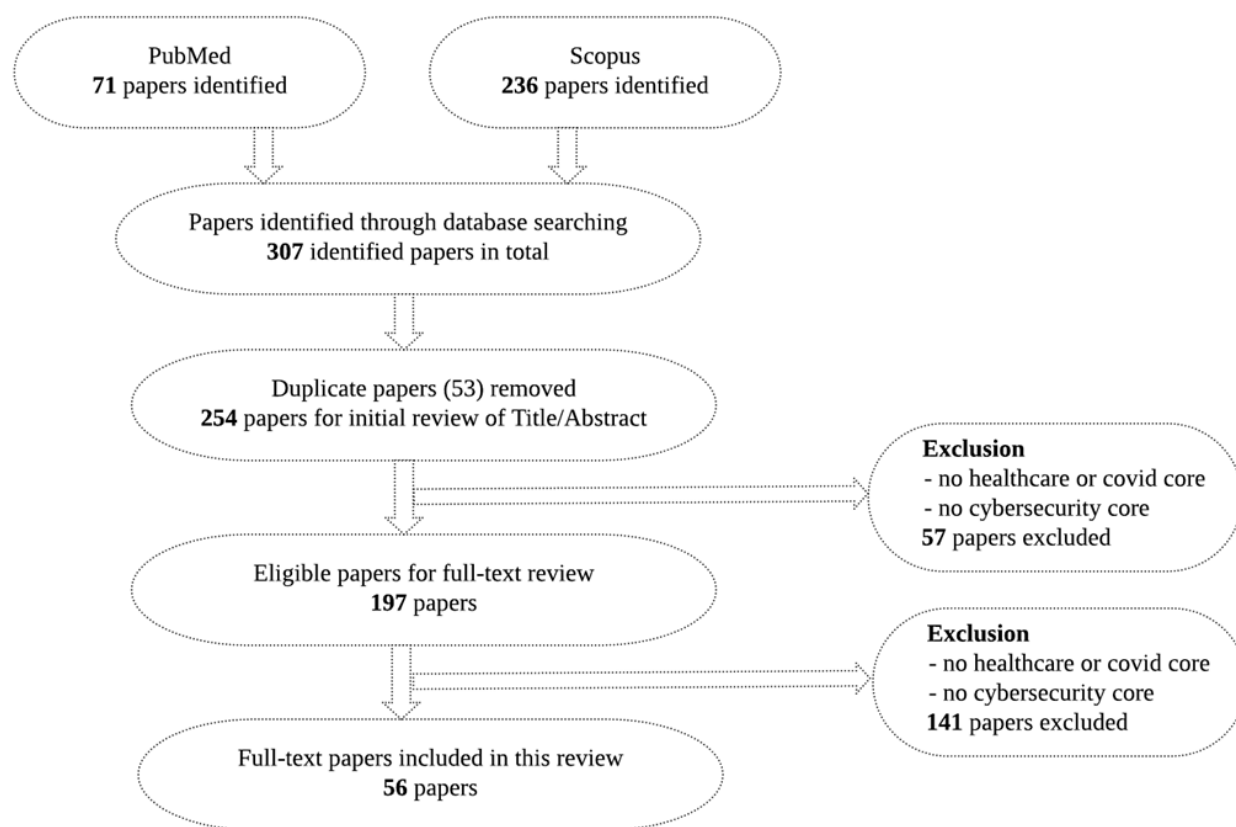 PubMed
71 papers identified
Scopus
236 papers identified
Papers identified through database searching
307 identified papers in total
Duplicate papers (53) removed
254 papers for initial review of Title/Abstract
Exclusion
- no healthcare or covid core
- no cybersecurity core
57 papers excluded
Eligible papers for full-text review
197 papers
Exclusion
- no healthcare or covid core
- no cybersecurity core
141 papers excluded
Full-text papers included in this review
56 papers